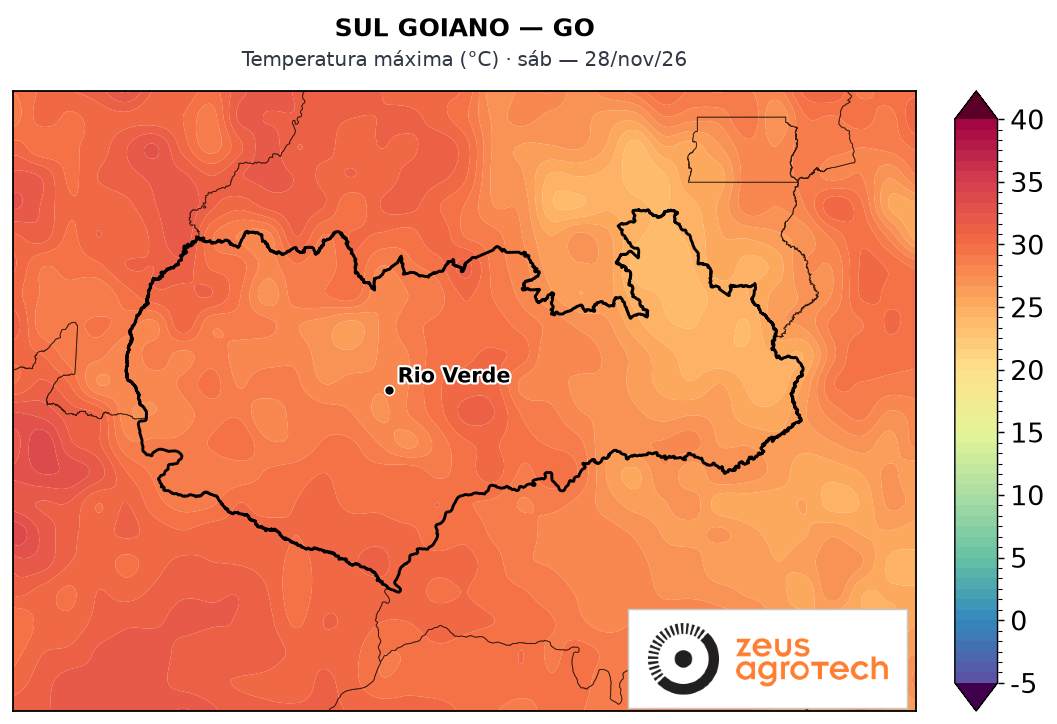 SUL GOIANO — GO
Temperatura máxima (°C) · sáb — 28/nov/26
40
35
30
25
20
15
10
5
0
-5
Rio Verde
zeus
agrotech